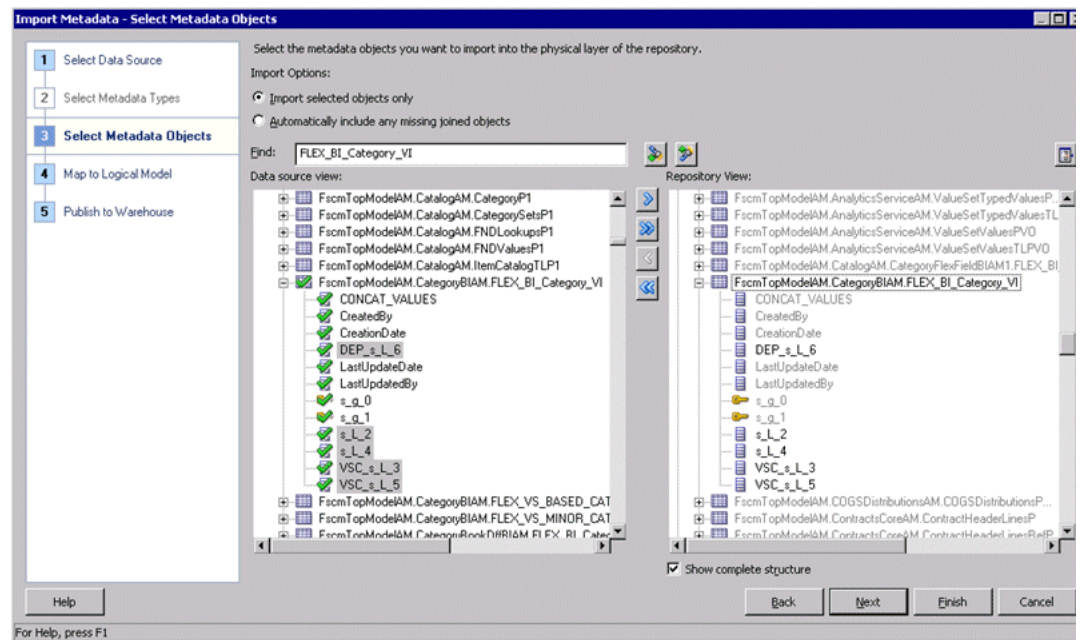 Import Metadata - Select Metadata Objects
1 Select Data Source
2 Select Metadata Types
3 Select Metadata Objects
4 Map to Logical Model
5 Publish to Warehouse
Select the metadata objects you want to import into the physical layer of the repository.
Import Options:
Import selected objects only
Automatically include any missing joined objects
Find: FLEX_BI_Category_VI
Data source view:
FscmTopModelAM.CatalogAM.CategoryP1
FscmTopModelAM.CatalogAM.CategorySetsP1
FscmTopModelAM.CatalogAM.FNDLookupsP1
FscmTopModelAM.CatalogAM.FNDValuesP1
FscmTopModelAM.CatalogAM.ItemCatalogTLP1
FscmTopModelAM.CategoryBIAM.FLEX_BI_Category_VI
CONCAT_VALUES
CreatedBy
CreationDate
DEP_s_L_6
LastUpdateDate
LastUpdatedBy
s_g_0
s_g_1
s_L_2
s_L_4
VSC_s_L_3
VSC_s_L_5
FscmTopModelAM.CategoryBIAM.FLEX_VS_BASED_CAT
FscmTopModelAM.CategoryBIAM.FLEX_VS_MINOR_CAT
FscmTopModelAM.CategoryBookDffBIAM.FLEX_BI_Categ
Repository View:
FscmTopModelAM.AnalyticsServiceAM.ValueSetTypedValuesP...
FscmTopModelAM.AnalyticsServiceAM.ValueSetTypedValuesTL
FscmTopModelAM.AnalyticsServiceAM.ValueSetValuesPVO
FscmTopModelAM.AnalyticsServiceAM.ValueSetValuesTLPVO
FscmTopModelAM.CatalogAM.CategoryFlexFieldBIAM1.FLEX_BI_
FscmTopModelAM.CategoryBIAM.FLEX_BI_Category_VI
CONCAT_VALUES
CreatedBy
CreationDate
DEP_s_L_6
LastUpdateDate
LastUpdatedBy
s_g_0
s_g_1
s_L_2
s_L_4
VSC_s_L_3
VSC_s_L_5
FscmTopModelAM.COGSDistributionsAM.COGSDistributionsP...
FscmTopModelAM.ContractsCoreAM.ContractHeaderLinesP
FscmTopModelAM.ContractsCoreAM.ContractHeaderLinesRefP
Show complete structure
Help
Back
Next
Finish
Cancel
For Help, press F1